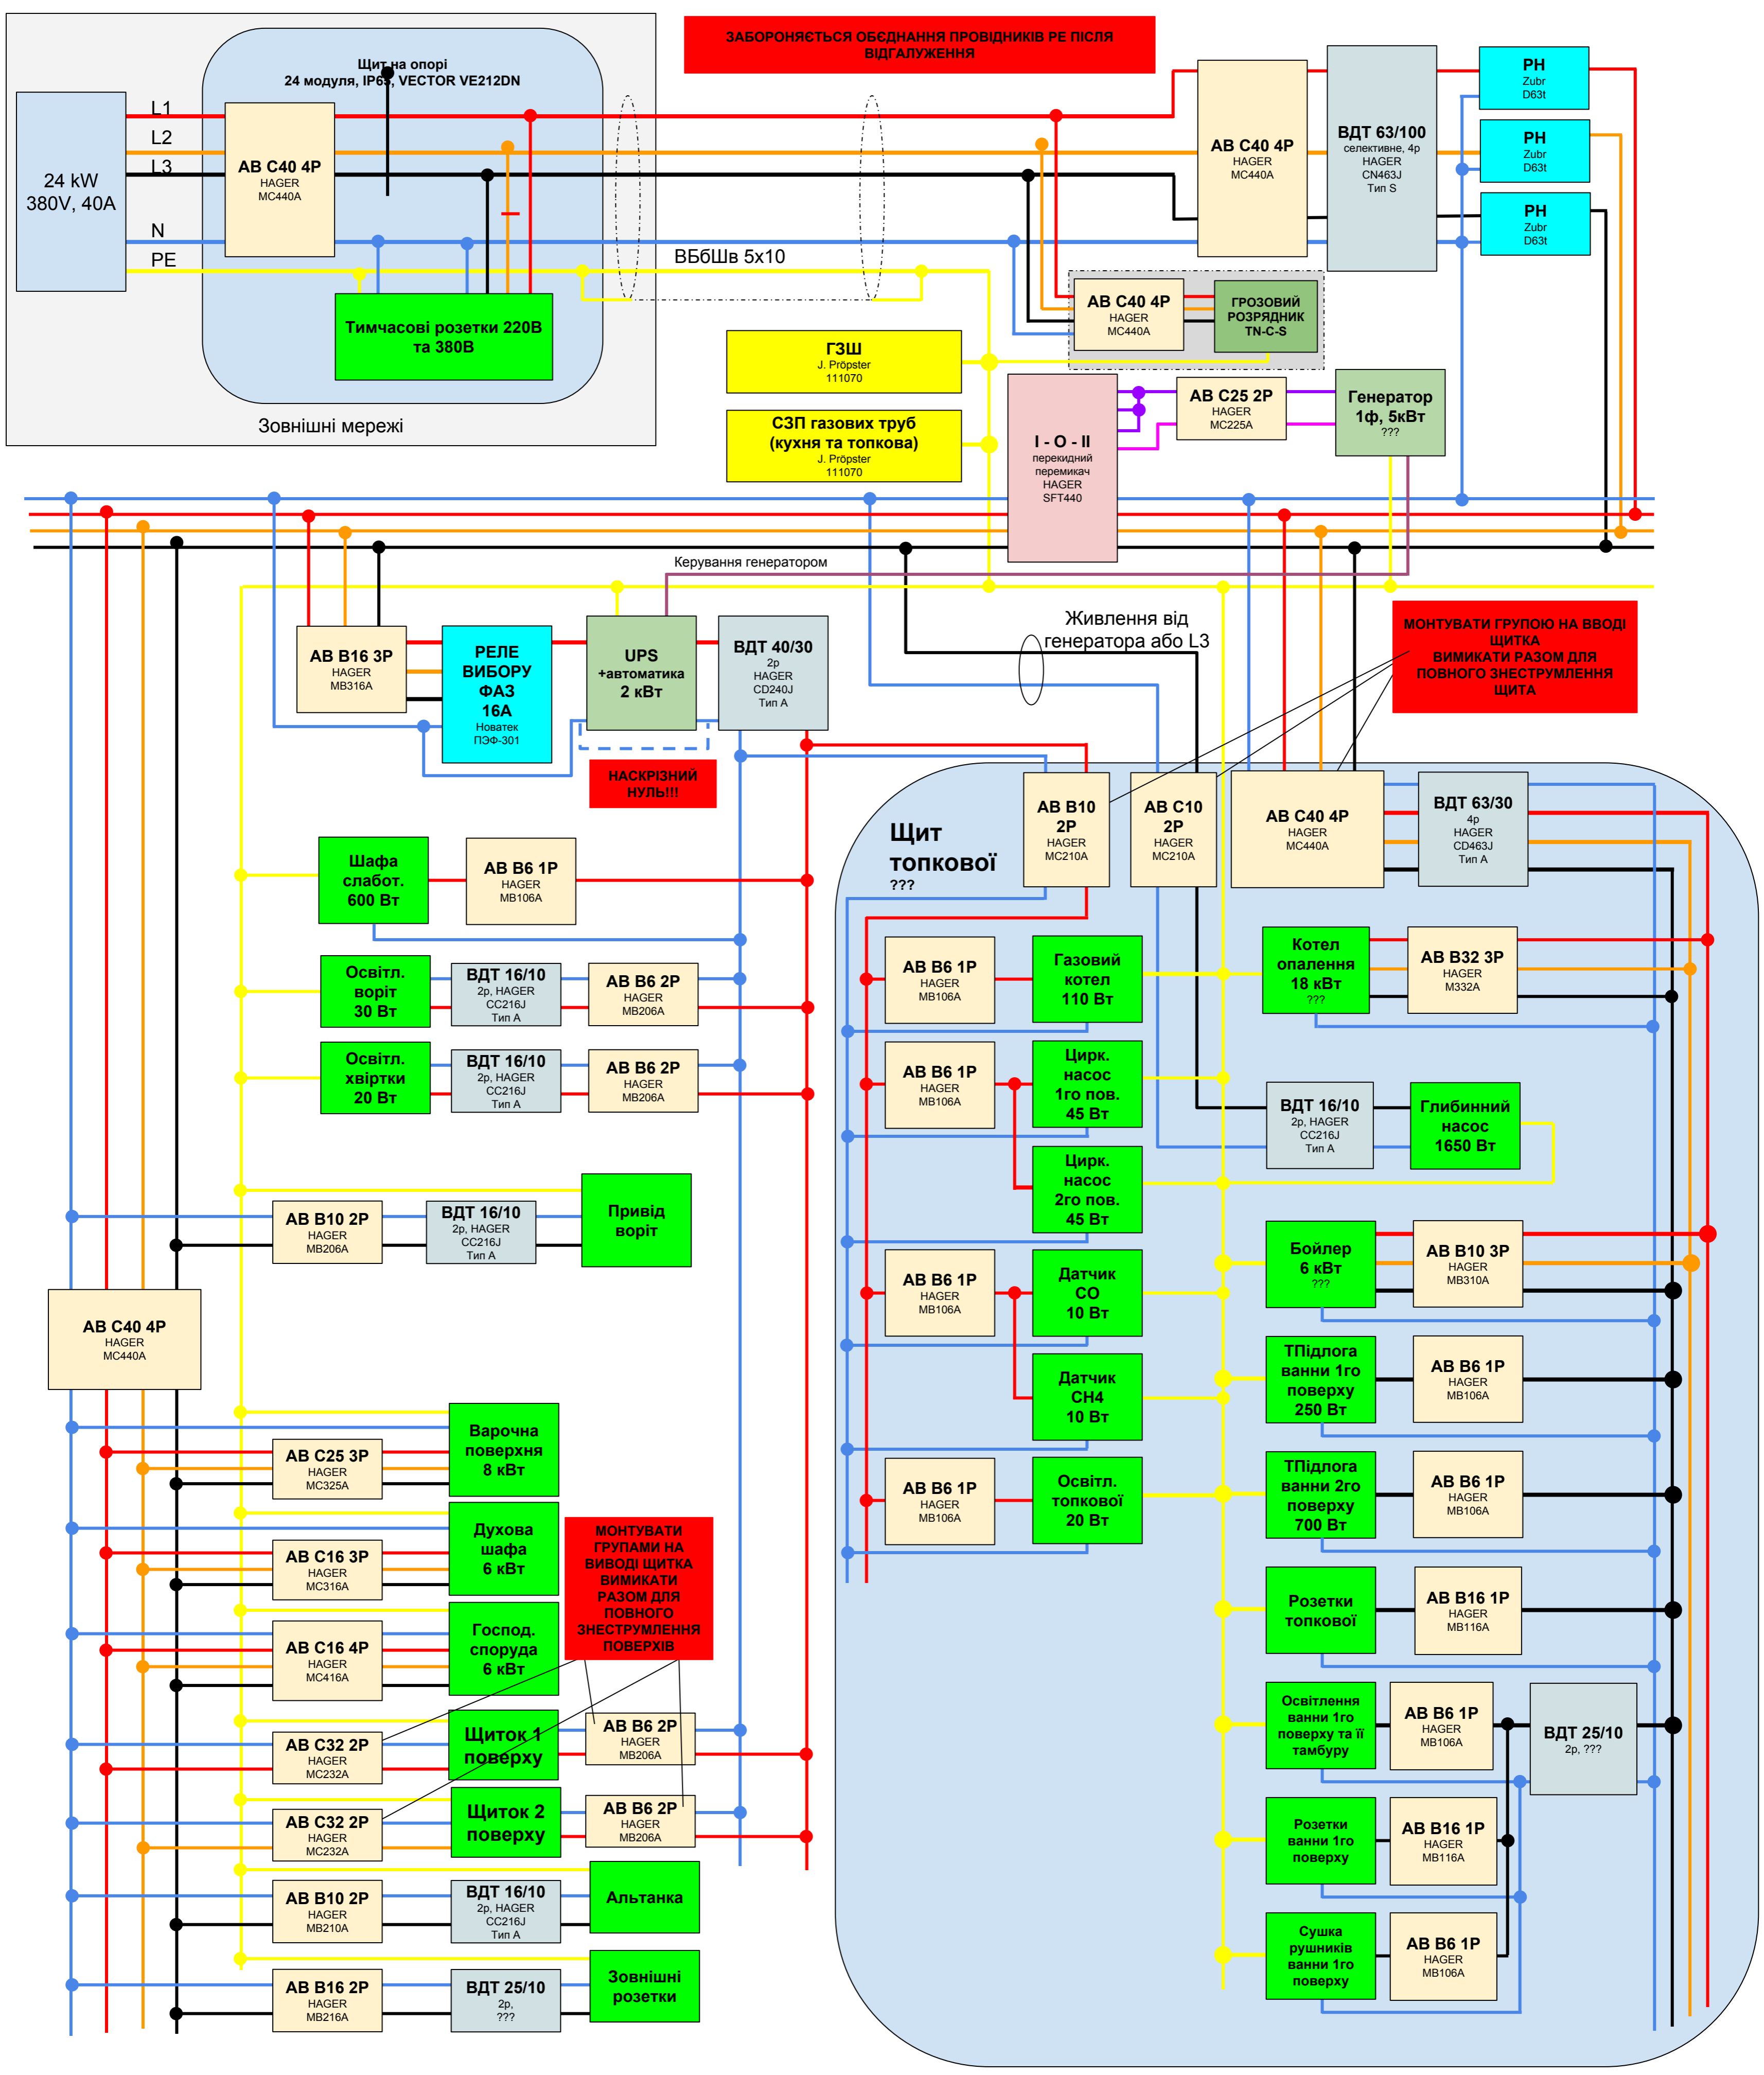 ЗАБОРОНЯЄТЬСЯ ОБЄДНАННЯ ПРОВІДНИКІВ РЕ ПІСЛЯ
ВІДГАЛУЖЕННЯ
Щит на опорі
24 модуля, IP65, VECTOR VE212DN
24 kW
380V, 40A
L1
L2
L3
N
PE
АВ С40 4Р
HAGER
MC440A
Тимчасові розетки 220В
та 380В
Зовнішні мережі
ВБбШв 5х10
АВ С40 4Р
HAGER
MC440A
ВДТ 63/100
селективне, 4р
HAGER
CN463J
Тип S
РН
Zubr
D63t
РН
Zubr
D63t
РН
Zubr
D63t
АВ С40 4Р
HAGER
MC440A
ГРОЗОВИЙ
РОЗРЯДНИК
TN-C-S
ГЗШ
J. Pröpster
111070
СЗП газових труб
(кухня та топкова)
J. Pröpster
111070
I - O - II
перекидний
перемикач
HAGER
SFT440
АВ С25 2Р
HAGER
MC225A
Генератор
1ф, 5кВт
???
Керування генератором
Живлення від
генератора або L3
МОНТУВАТИ ГРУПОЮ НА ВВОДІ
ЩИТКА
ВИМИКАТИ РАЗОМ ДЛЯ
ПОВНОГО ЗНЕСТРУМЛЕННЯ
ЩИТА
АВ В16 3Р
HAGER
MB316A
РЕЛЕ
ВИБОРУ
ФАЗ
16А
Новатек
ПЭФ-301
UPS
+автоматика
2 кВт
ВДТ 40/30
2р
HAGER
CD240J
Тип А
НАСКРІЗНИЙ
НУЛЬ!!!
Щит
топкової
???
АВ В10
2Р
HAGER
MC210A
АВ С10
2Р
HAGER
MC210A
АВ С40 4Р
HAGER
MC440A
ВДТ 63/30
4р
HAGER
CD463J
Тип А
Шафа
слабот.
600 Вт
АВ В6 1Р
HAGER
MB106A
Освітл.
воріт
30 Вт
ВДТ 16/10
2р, HAGER
CC216J
Тип А
АВ В6 2Р
HAGER
MB206A
Освітл.
хвіртки
20 Вт
ВДТ 16/10
2р, HAGER
CC216J
Тип А
АВ В6 2Р
HAGER
MB206A
АВ В10 2Р
HAGER
MB206A
ВДТ 16/10
2р, HAGER
CC216J
Тип А
Привід
воріт
АВ С40 4Р
HAGER
MC440A
АВ С25 3Р
HAGER
MC325A
Варочна
поверхня
8 кВт
АВ С16 3Р
HAGER
MC316A
Духова
шафа
6 кВт
АВ С16 4Р
HAGER
MC416A
Господ.
споруда
6 кВт
МОНТУВАТИ
ГРУПАМИ НА
ВИВОДІ ЩИТКА
ВИМИКАТИ
РАЗОМ ДЛЯ
ПОВНОГО
ЗНЕСТРУМЛЕННЯ
ПОВЕРХІВ
АВ С32 2Р
HAGER
MC232A
Щиток 1
поверху
АВ В6 2Р
HAGER
MB206A
АВ С32 2Р
HAGER
MC232A
Щиток 2
поверху
АВ В6 2Р
HAGER
MB206A
АВ В10 2Р
HAGER
MB210A
ВДТ 16/10
2р, HAGER
CC216J
Тип А
Альтанка
АВ В16 2Р
HAGER
MB216A
ВДТ 25/10
2р,
???
Зовнішні
розетки
АВ В6 1Р
HAGER
MB106A
Газовий
котел
110 Вт
АВ В6 1Р
HAGER
MB106A
Цирк.
насос
1го пов.
45 Вт
Цирк.
насос
2го пов.
45 Вт
АВ В6 1Р
HAGER
MB106A
Датчик
СО
10 Вт
Датчик
СН4
10 Вт
АВ В6 1Р
HAGER
MB106A
Освітл.
топкової
20 Вт
Котел
опалення
18 кВт
???
АВ В32 3Р
HAGER
M332A
ВДТ 16/10
2р, HAGER
CC216J
Тип А
Глибинний
насос
1650 Вт
Бойлер
6 кВт
???
АВ В10 3Р
HAGER
MB310A
ТПідлога
ванни 1го
поверху
250 Вт
АВ В6 1Р
HAGER
MB106A
ТПідлога
ванни 2го
поверху
700 Вт
АВ В6 1Р
HAGER
MB106A
Розетки
топкової
АВ В16 1Р
HAGER
MB116A
Освітлення
ванни 1го
поверху та її
тамбуру
АВ В6 1Р
HAGER
MB106A
ВДТ 25/10
2р, ???
Розетки
ванни 1го
поверху
АВ В16 1Р
HAGER
MB116A
Сушка
рушників
ванни 1го
поверху
АВ В6 1Р
HAGER
MB106A